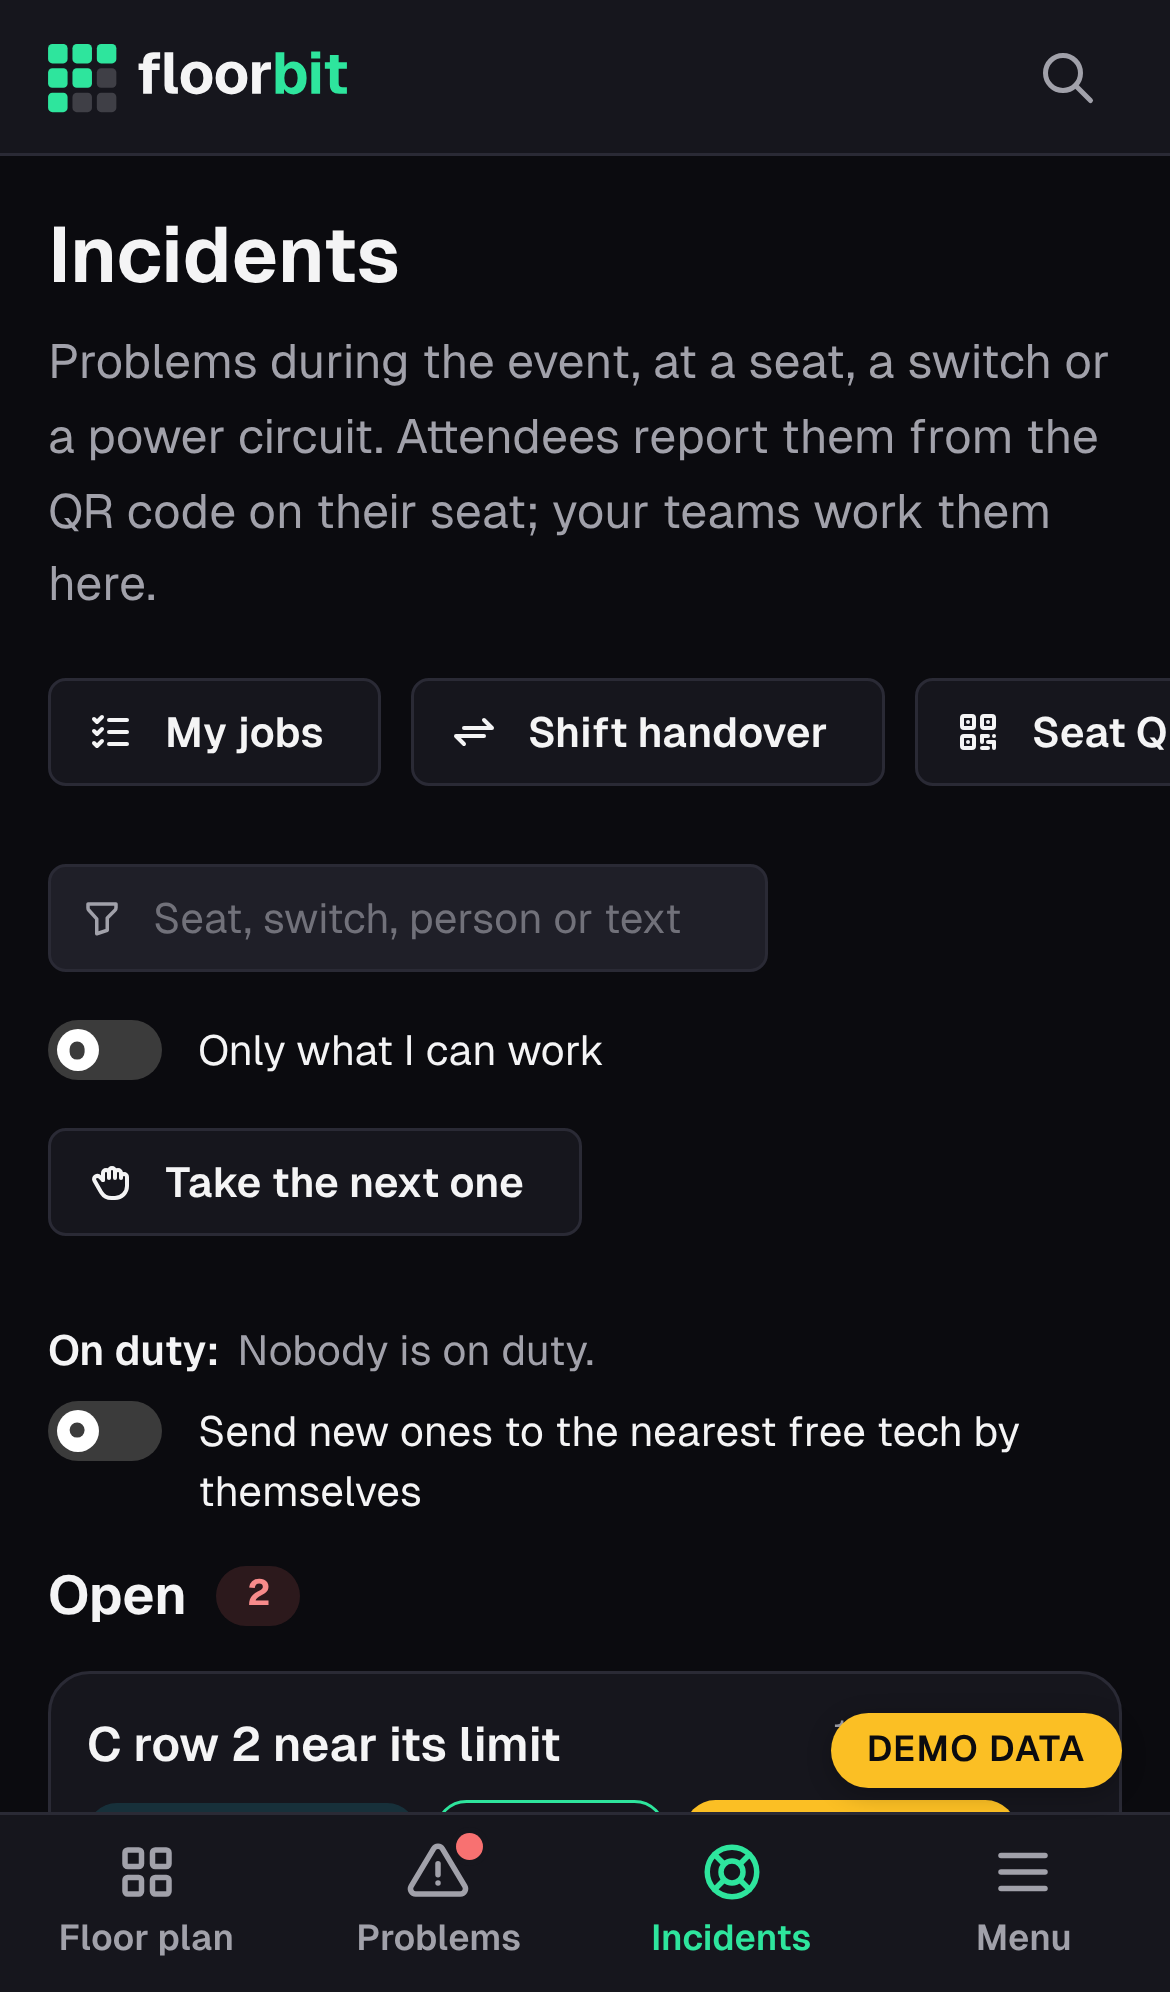 floorbit
Incidents
Problems during the event, at a seat, a switch or
a power circuit. Attendees report them from the
QR code on their seat; your teams work them
here.
My jobs
Shift handover
Seat Q
Seat, switch, person or text
Only what I can work
Take the next one
On duty: Nobody is on duty.
Send new ones to the nearest free tech by
themselves
Open 2
C row 2 near its limit
DEMO DATA
Floor plan
Problems
Incidents
Menu